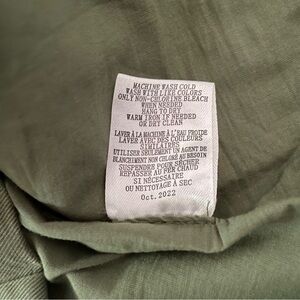 MACHINE WASH COLD
WASH WITH LIKE COLORS
ONLY NON-CHLORINE BLEACH
WHEN NEEDED
HANG TO DRY
WARM IRON IF NEEDED
OR DRY CLEAN
LAVER À LA MACHINE À L'EAU FROIDE
LAVER AVEC DES COULEURS
SIMILAIRES
UTILISER SEULEMENT UN AGENT DE
BLANCHIMENT NON CHLORÉ AU BESOIN
SUSPENDRE POUR SÉCHER
REPASSER AU FER CHAUD
SI NÉCESSAIRE
OU NETTOYAGE À SEC
Oct. 2022